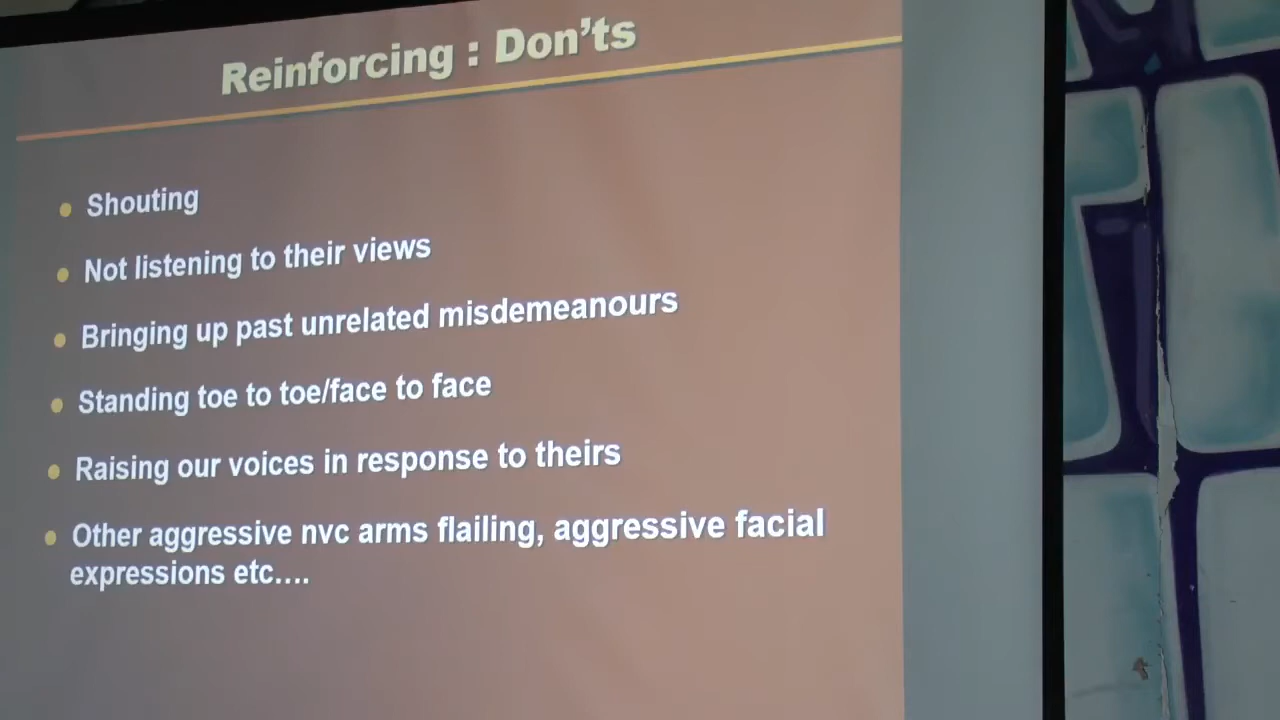 Reinforcing : Don'ts
• Shouting
• Not listening to their views
• Bringing up past unrelated misdemeanours
• Standing toe to toe/face to face
• Raising our voices in response to theirs
• Other aggressive nvc arms flailing, aggressive facial
expressions etc....